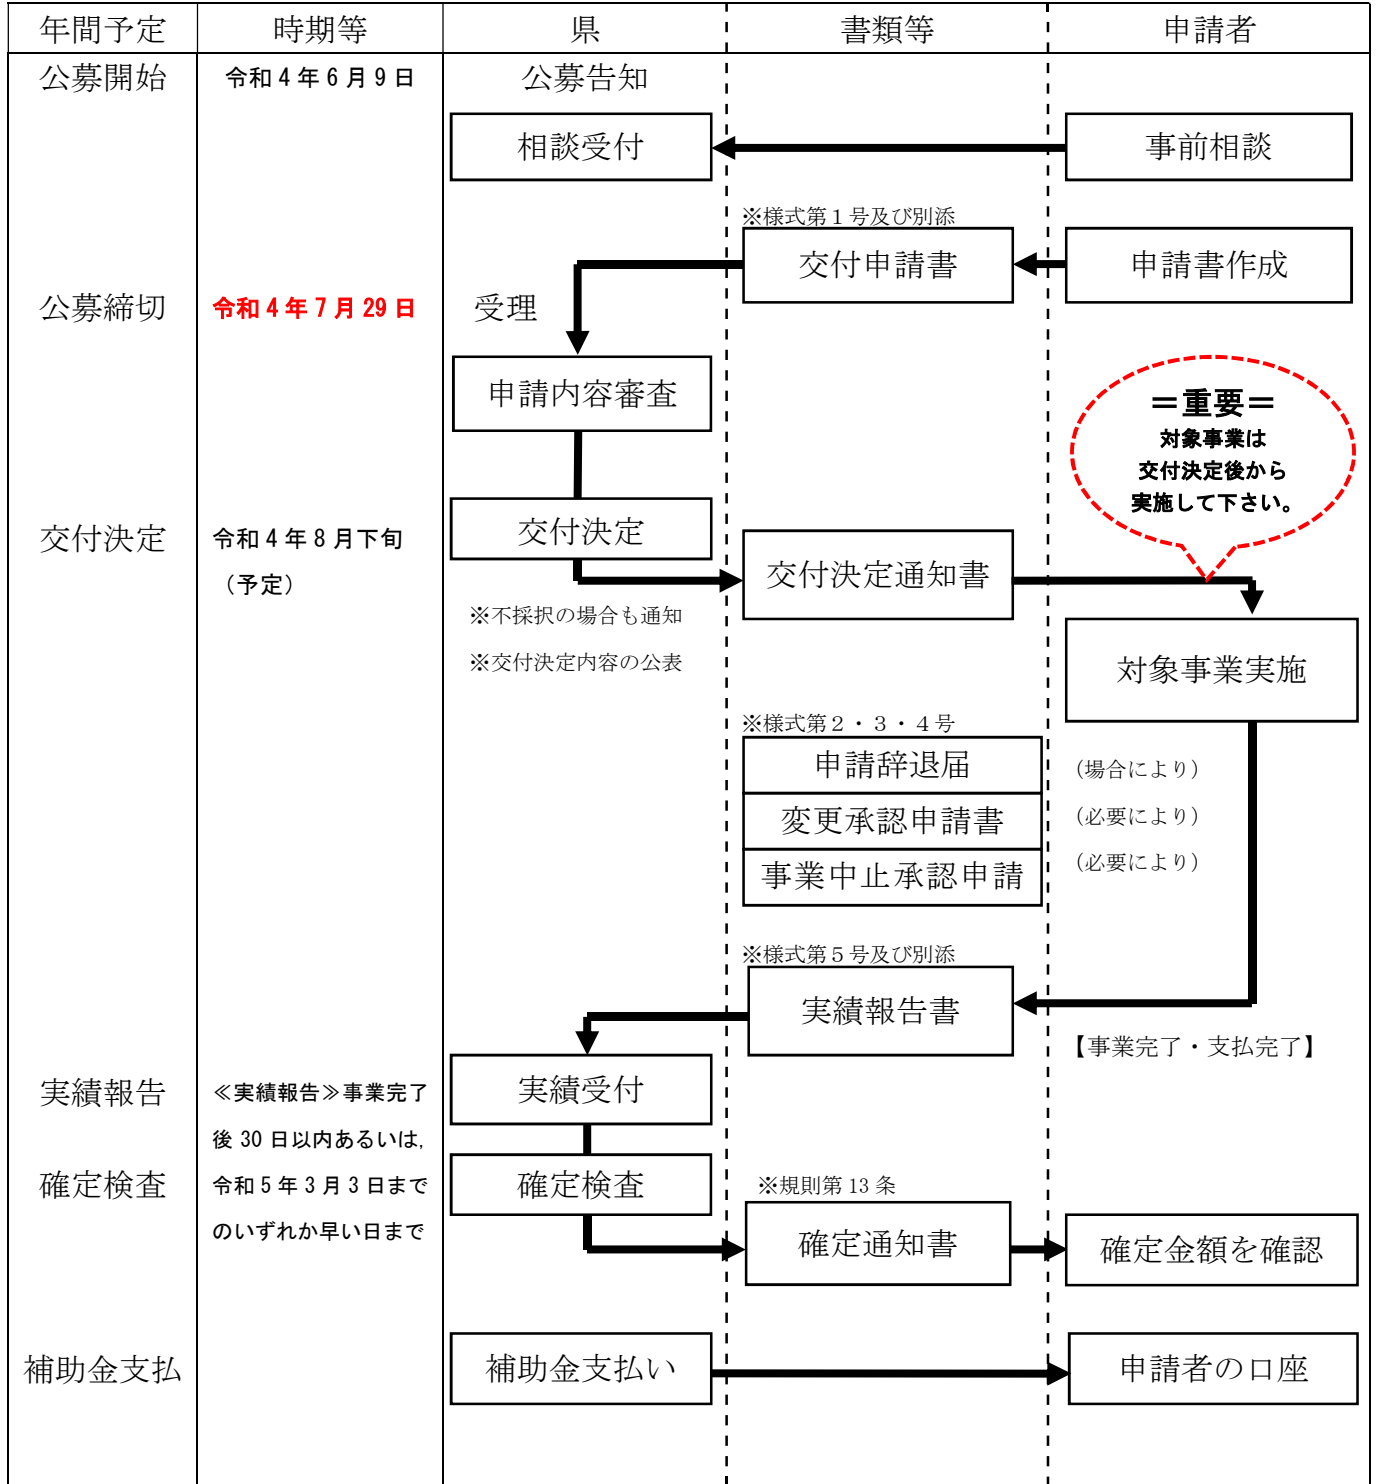 年間予定 時期等 県 書類等 申請者
公募開始 令和4年6月9日 公募告知
相談受付 事前相談
※様式第1号及び別添
交付申請書 申請書作成
公募締切 令和4年7月29日 受理
申請内容審査
＝重要＝
対象事業は
交付決定後から
実施して下さい。
交付決定 令和4年8月下旬 交付決定
（予定） 交付決定通知書
※不採択の場合も通知
※交付決定内容の公表 対象事業実施
※様式第2・3・4号
申請辞退届 （場合により）
変更承認申請書 （必要により）
事業中止承認申請 （必要により）
※様式第5号及び別添
実績報告書
【事業完了・支払完了】
実績報告 ≪実績報告≫事業完了 実績受付
後30日以内あるいは,
確定検査 令和5年3月3日まで 確定検査 ※規則第13条
のいずれか早い日まで 確定通知書 確定金額を確認
補助金支払 補助金支払い 申請者の口座